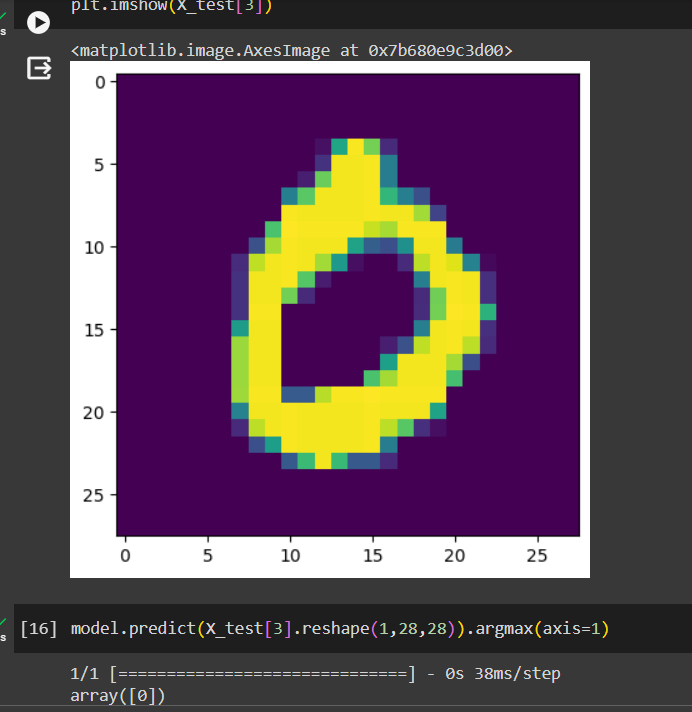 plt.imshow(X_test[3])
s
<matplotlib.image.AxesImage at 0x7b680e9c3d00>
0
5
10
15
20
25
0 5 10 15 20 25
[16] model.predict(X_test[3].reshape(1,28,28)).argmax(axis=1)
s
1/1 [==============================] - 0s 38ms/step
array([0])